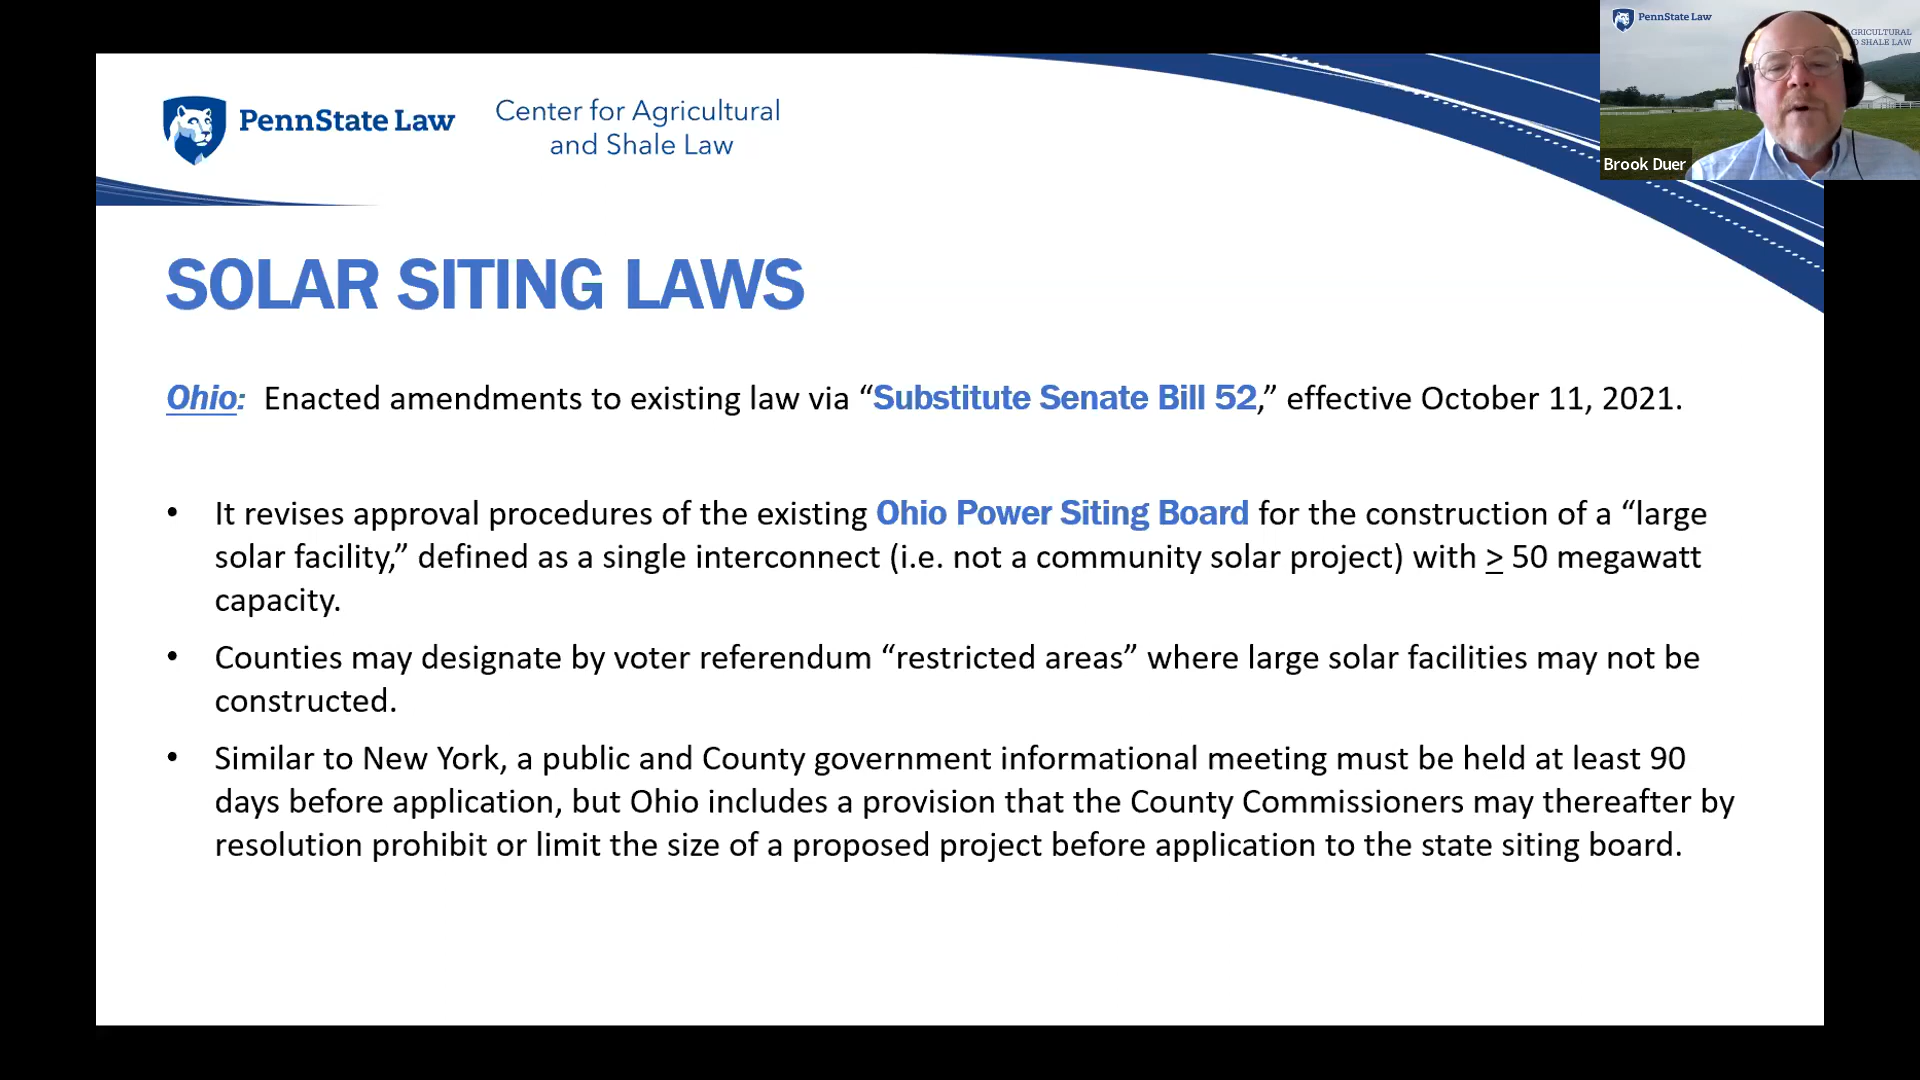 PennState Law
Center for Agricultural
and Shale Law
PennState Law
AGRICULTURAL
SHALE LAW
Brook Duer
SOLAR SITING LAWS
Ohio: Enacted amendments to existing law via “Substitute Senate Bill 52,” effective October 11, 2021.
• It revises approval procedures of the existing Ohio Power Siting Board for the construction of a “large
solar facility,” defined as a single interconnect (i.e. not a community solar project) with > 50 megawatt
capacity.
• Counties may designate by voter referendum “restricted areas” where large solar facilities may not be
constructed.
• Similar to New York, a public and County government informational meeting must be held at least 90
days before application, but Ohio includes a provision that the County Commissioners may thereafter by
resolution prohibit or limit the size of a proposed project before application to the state siting board.